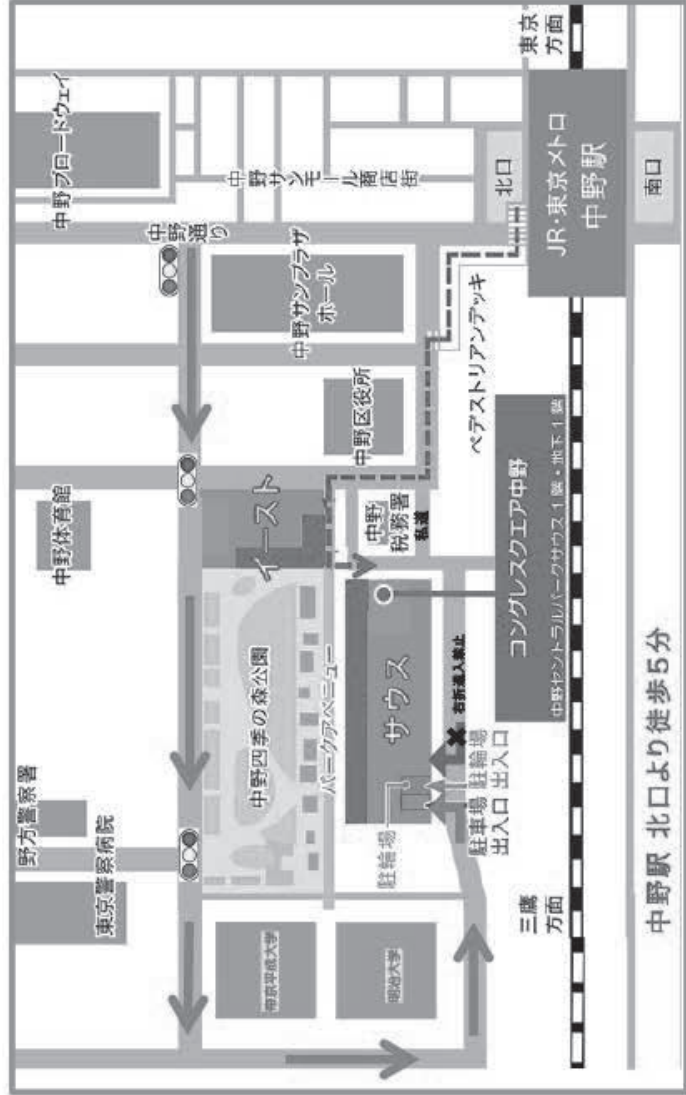 野方警察署
東京警察病院
中野体育館
中野ブロードウェイ
中野通り
帝京平成大学
明治大学
中野四季の森公園
イースト
中野サンプラザ
ホール
中野サンモール商店街
中野区役所
パークアベニュー
中野
税務署
私道
サウス
駐輪場
駐車場
出入口
駐輪場
出入口
右折進入禁止
ペデストリアンデッキ
コングレスクエア中野
中野セントラルパークサウス1階・地下1階
北口
JR・東京メトロ
中野駅
南口
三鷹
方面
東京
方面
中野駅 北口より徒歩5分